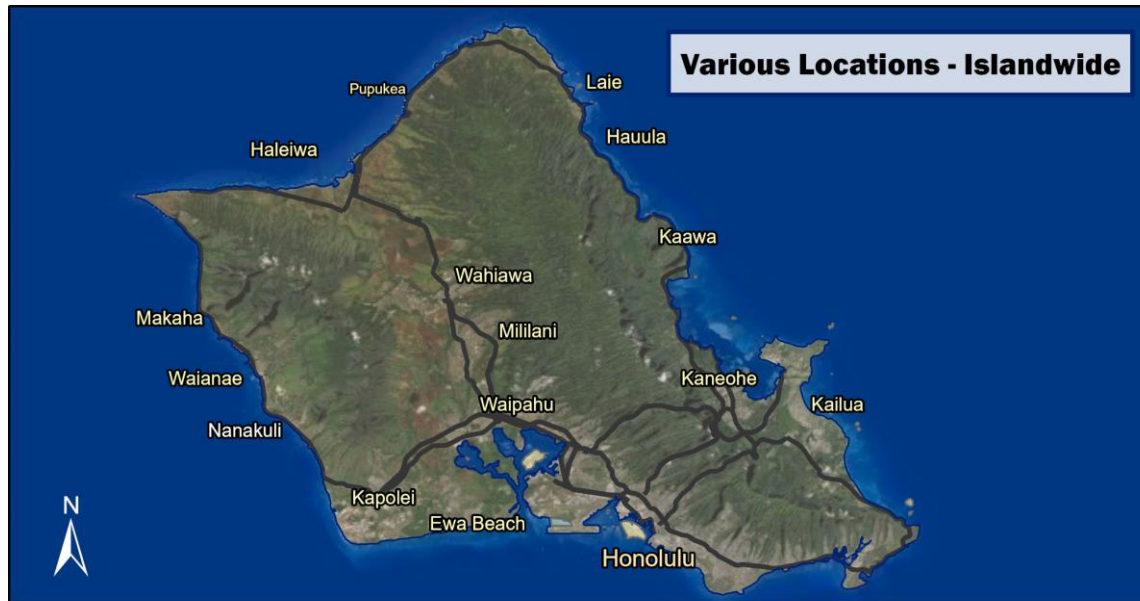 Various Locations - Islandwide
Laie
Pupukea
Hauula
Haleiwa
Kaawa
Wahiawa
Makaha
Mililani
Waianae
Kaneohe
Waipahu
Kailua
Nanakuli
Kapolei
N
Ewa Beach
Honolulu